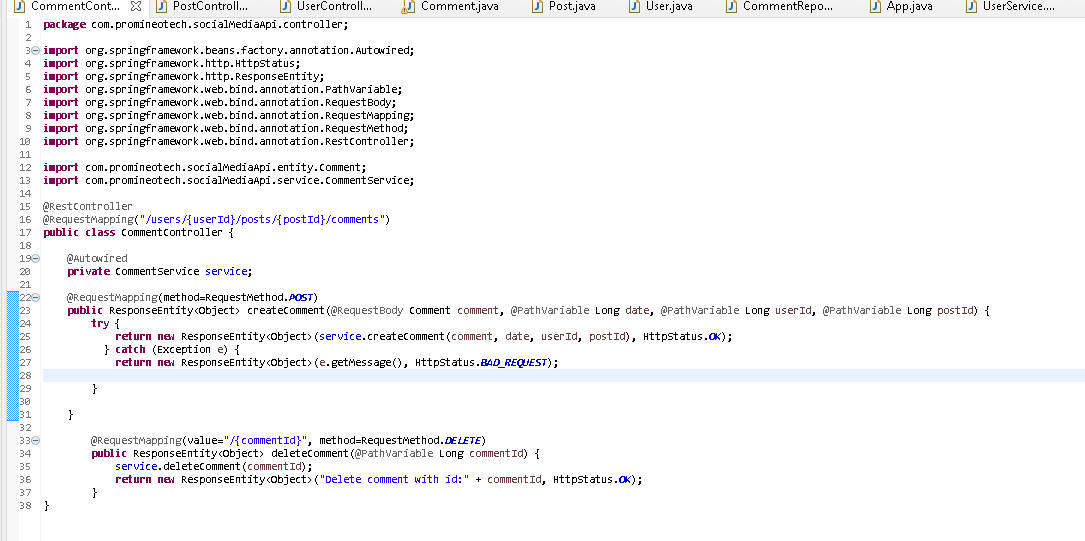 CommentCont... PostControll... UserControll... Comment.java Post.java User.java CommentRepo... App.java UserService....
1 package com.promineotech.socialMediaApi.controller;
2
3 import org.springframework.beans.factory.annotation.Autowired;
4 import org.springframework.http.HttpStatus;
5 import org.springframework.http.ResponseEntity;
6 import org.springframework.web.bind.annotation.PathVariable;
7 import org.springframework.web.bind.annotation.RequestBody;
8 import org.springframework.web.bind.annotation.RequestMapping;
9 import org.springframework.web.bind.annotation.RequestMethod;
10 import org.springframework.web.bind.annotation.RestController;
11
12 import com.promineotech.socialMediaApi.entity.Comment;
13 import com.promineotech.socialMediaApi.service.CommentService;
14
15 @RestController
16 @RequestMapping("/users/{userId}/posts/{postId}/comments")
17 public class CommentController {
18
19 @Autowired
20 private CommentService service;
21
22 @RequestMapping(method=RequestMethod.POST)
23 public ResponseEntity<Object> createComment(@RequestBody Comment comment, @PathVariable Long date, @PathVariable Long userId, @PathVariable Long postId) {
24 try {
25 return new ResponseEntity<Object>(service.createComment(comment, date, userId, postId), HttpStatus.OK);
26 } catch (Exception e) {
27 return new ResponseEntity<Object>(e.getMessage(), HttpStatus.BAD_REQUEST);
28
29 }
30
31 }
32
33 @RequestMapping(value="/{commentId}", method=RequestMethod.DELETE)
34 public ResponseEntity<Object> deleteComment(@PathVariable Long commentId) {
35 service.deleteComment(commentId);
36 return new ResponseEntity<Object>("Delete comment with id:" + commentId, HttpStatus.OK);
37 }
38 }